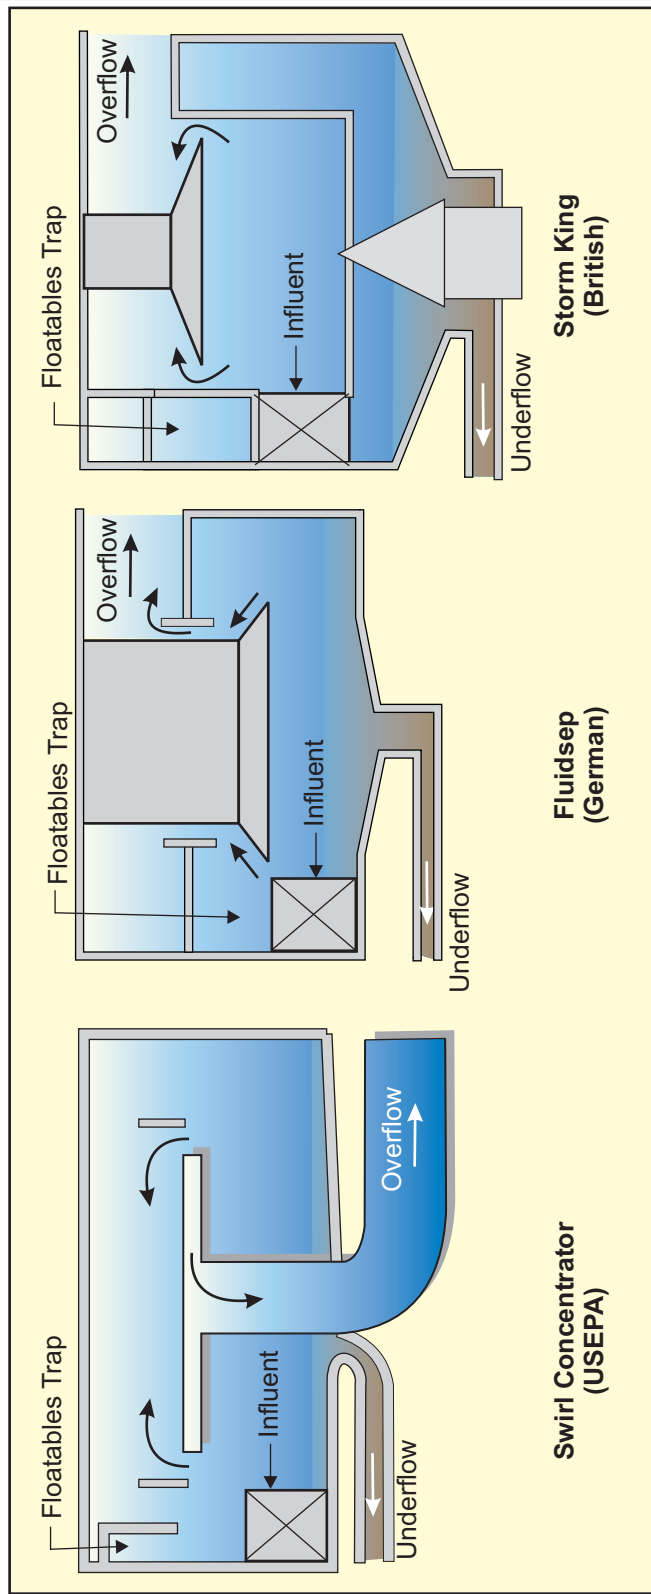 Floatables Trap
Influent
Underflow
Overflow
Swirl Concentrator
(USEPA)
Floatables Trap
Overflow
Influent
Underflow
Fluidsep
(German)
Floatables Trap
Overflow
Influent
Underflow
Storm King
(British)